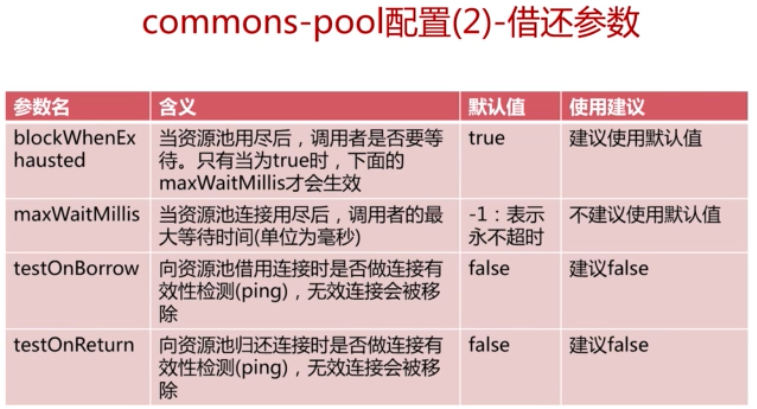 commons-pool配置(2)-借还参数
参数名 含义 默认值 使用建议
blockWhenEx
hausted
当资源池用尽后，调用者是否要等
待。只有当为true时，下面的
maxWaitMillis才会生效
true
建议使用默认值
maxWaitMillis
当资源池连接用尽后，调用者的最
大等待时间(单位为毫秒)
-1：表示
永不超时
不建议使用默认值
testOnBorrow
向资源池借用连接时是否做连接有
效性检测(ping)，无效连接会被移
除
false
建议false
testOnReturn
向资源池归还连接时是否做连接有
效性检测(ping)，无效连接会被移
除
false
建议false